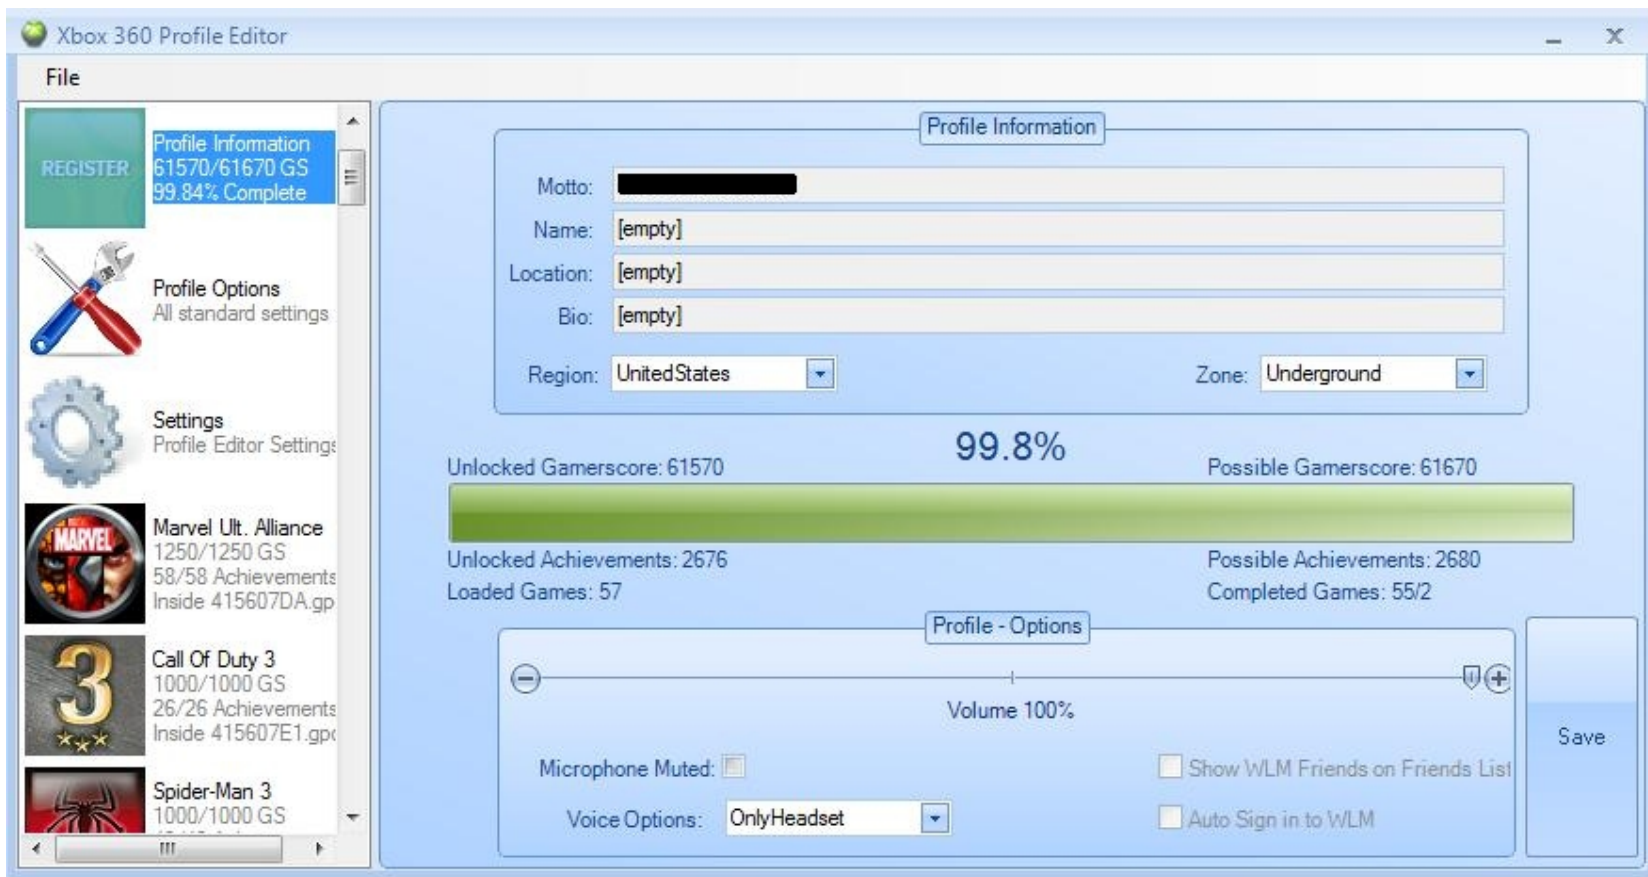 Xbox 360 Profile Editor
File
REGISTER
Profile Information
61570/61670 GS
99.84% Complete
Profile Options
All standard settings
Settings
Profile Editor Settings
MARVEL
Marvel Ult. Alliance
1250/1250 GS
58/58 Achievements
Inside 415607DA.gp
3
Call Of Duty 3
1000/1000 GS
26/26 Achievements
Inside 415607E1.gp
Spider-Man 3
1000/1000 GS
Profile Information
Motto:
Name: [empty]
Location: [empty]
Bio: [empty]
Region: UnitedStates Zone: Underground
99.8%
Unlocked Gamerscore: 61570 Possible Gamerscore: 61670
Unlocked Achievements: 2676 Possible Achievements: 2680
Loaded Games: 57 Completed Games: 55/2
Profile - Options
Volume 100%
Microphone Muted: Show WLM Friends on Friends List
Voice Options: OnlyHeadset Auto Sign in to WLM
Save